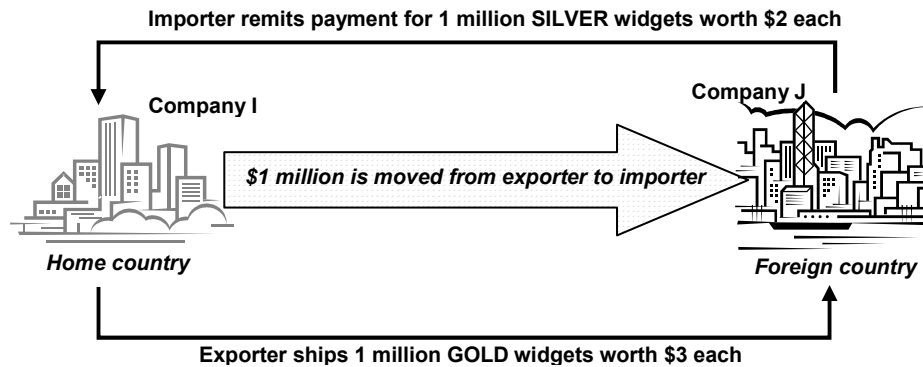 Importer remits payment for 1 million SILVER widgets worth $2 each
Company I
Company J
$1 million is moved from exporter to importer
Home country
Foreign country
Exporter ships 1 million GOLD widgets worth $3 each